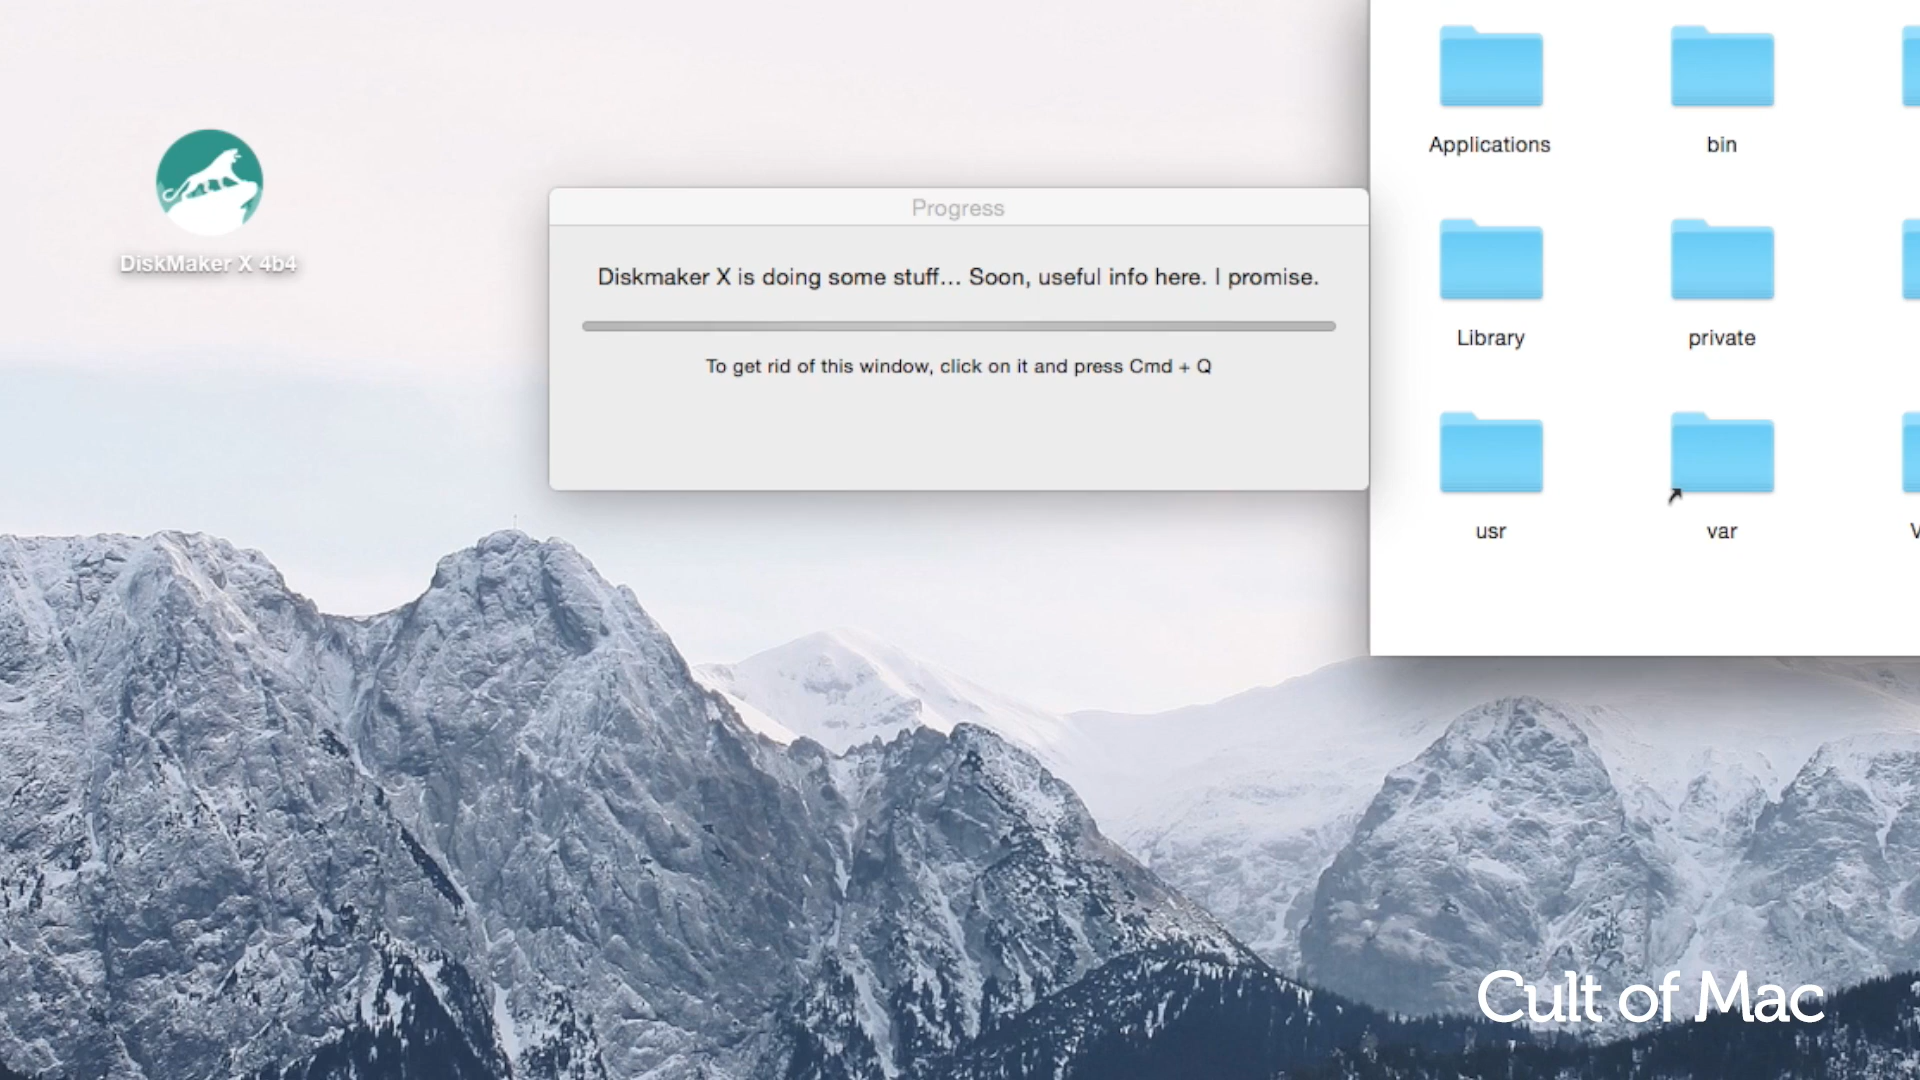 Applications
bin
DiskMaker X 4b4
Progress
Diskmaker X is doing some stuff... Soon, useful info here. I promise.
To get rid of this window, click on it and press Cmd + Q
Library
private
usr
var
Cult of Mac